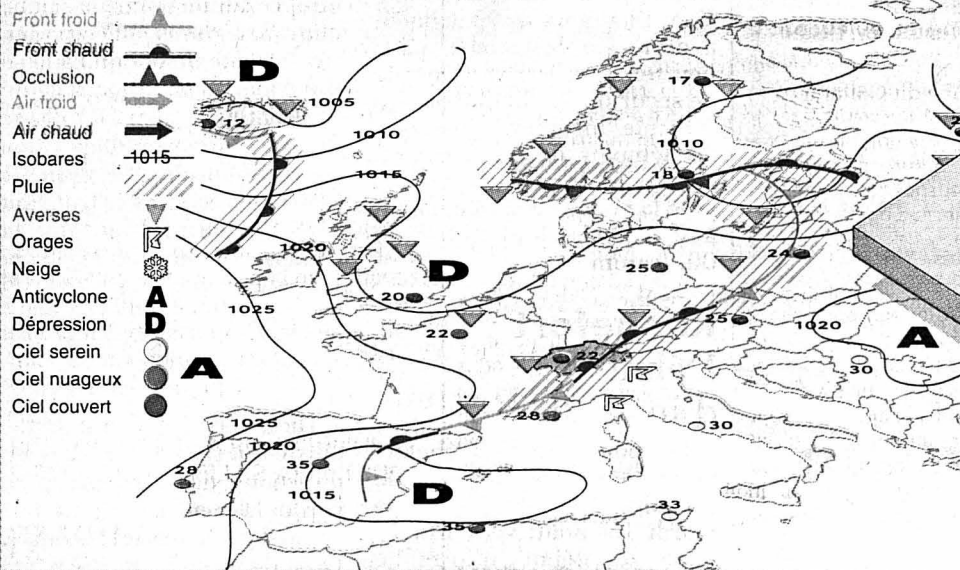 Front froid
Front chaud
Occlusion
Air froid
Air chaud
Isobares
1015
Pluie
Averses
Orages
Neige
Anticyclone
A
Dépression
D
Ciel serein
Ciel nuageux
Ciel couvert
D
1005
12
1010
1015
17
1010
18
1020
D
25
24
20
1025
22
25
1020
A
22
30
A
28
30
1025
1020
35
28
1015
D
33
35